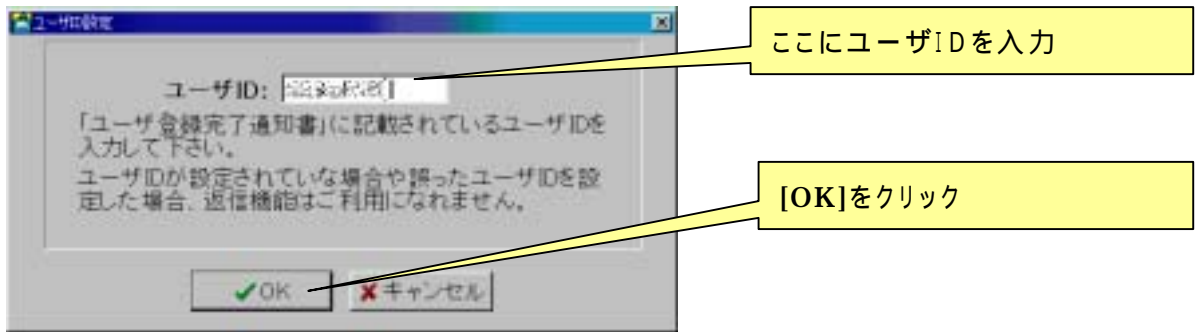 ユーザID設定
ここにユーザIDを入力
ユーザID:
「ユーザ登録完了通知書」に記載されているユーザIDを
入力して下さい。
ユーザIDが設定されていな場合や誤ったユーザIDを設
定した場合、返信機能はご利用になれません。
[OK]をクリック
OK
キャンセル